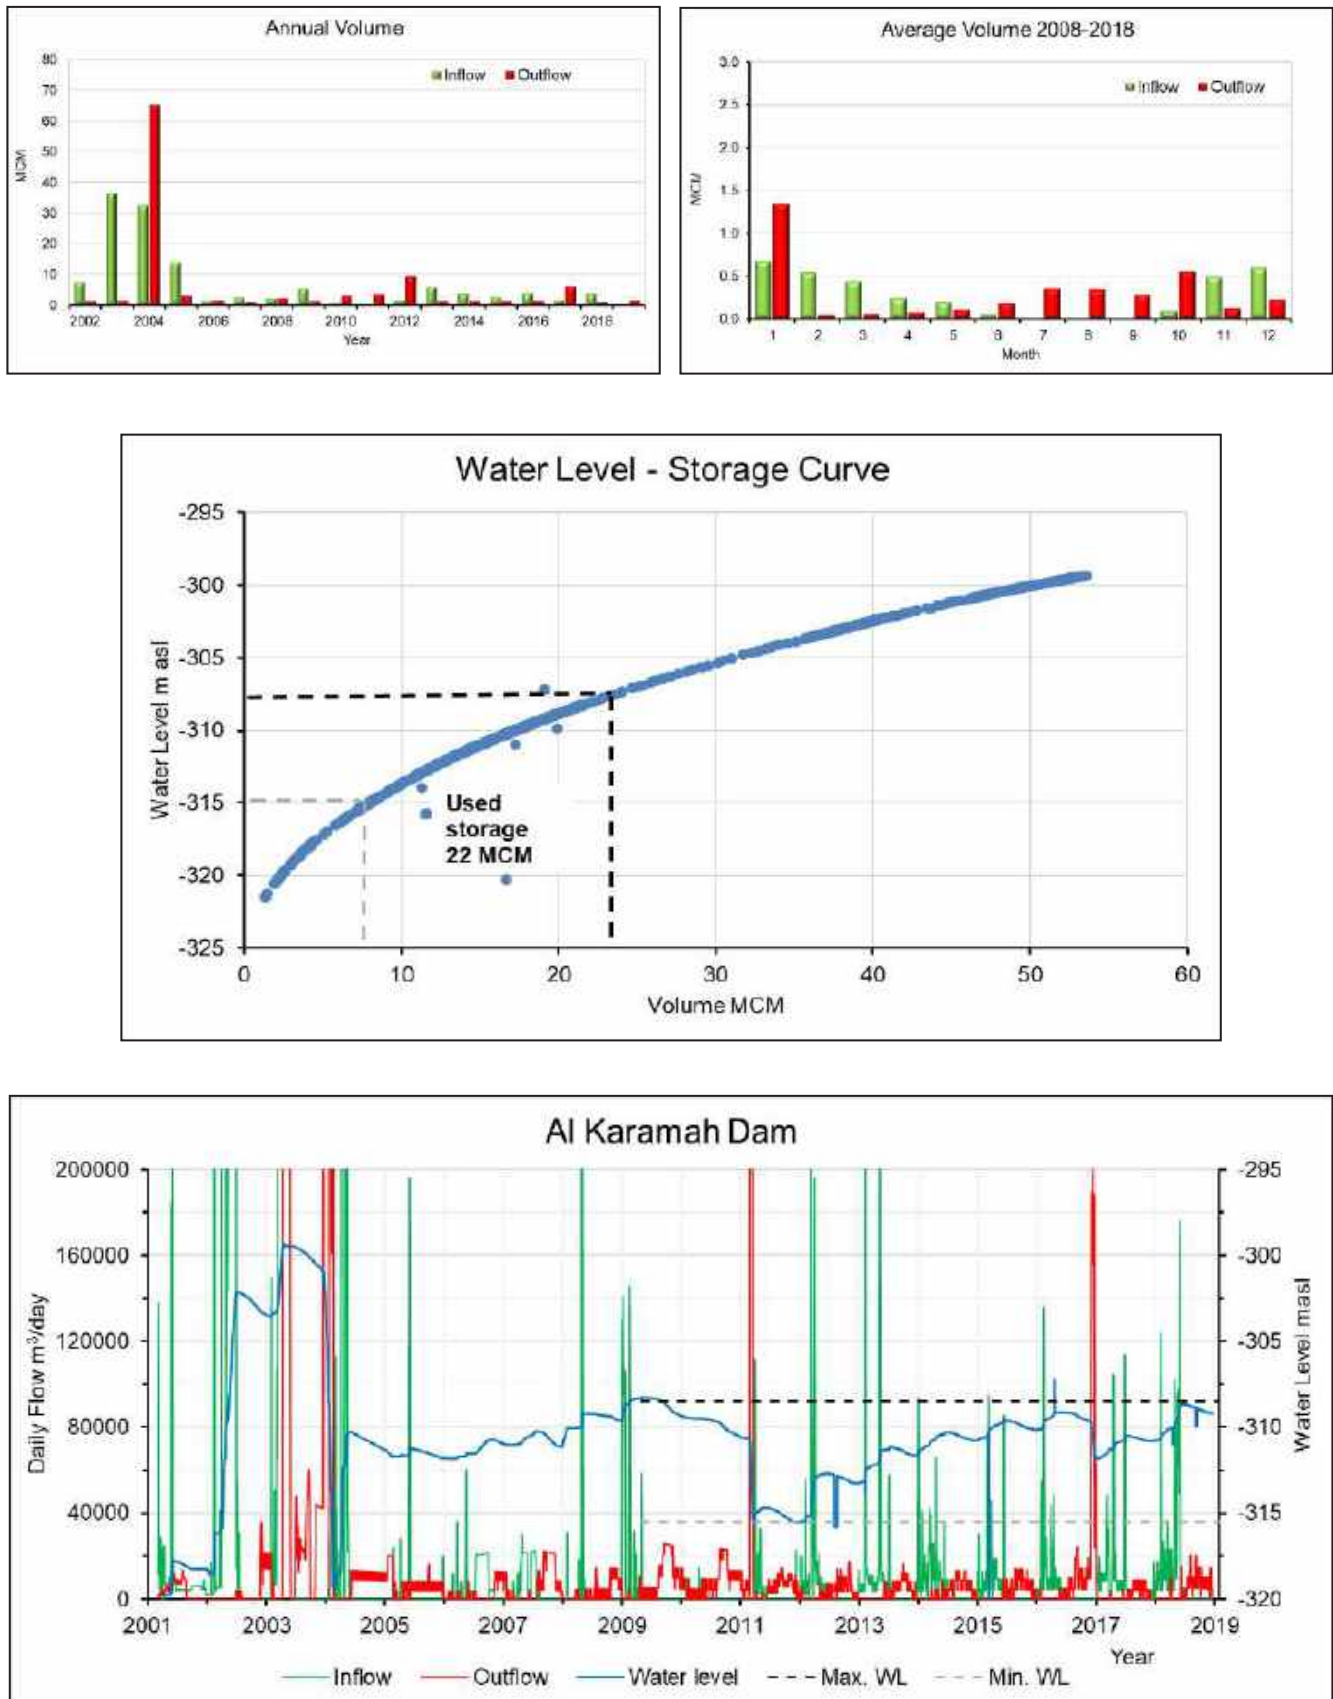 Annual Volume
Inflow Outflow
80
70
60
50
40
30
20
10
0
MCM
2002 2004 2006 2008 2010 2012 2014 2016 2018
Year
Average Volume 2008-2018
Inflow Outflow
3.0
2.5
2.0
1.5
1.0
0.5
0.0
MCM
1 2 3 4 5 6 7 8 9 10 11 12
Month
Water Level - Storage Curve
-295
-300
-305
-310
-315
-320
-325
Water Level m asl
Used
storage
22 MCM
0 10 20 30 40 50 60
Volume MCM
Al Karamah Dam
200000 -295
160000 -300
120000 -305
80000 -310
40000 -315
0 -320
Daily Flow m³/day
Water Level masl
2001 2003 2005 2007 2009 2011 2013 2015 2017 2019
Year
Inflow Outflow Water level Max. WL Min. WL